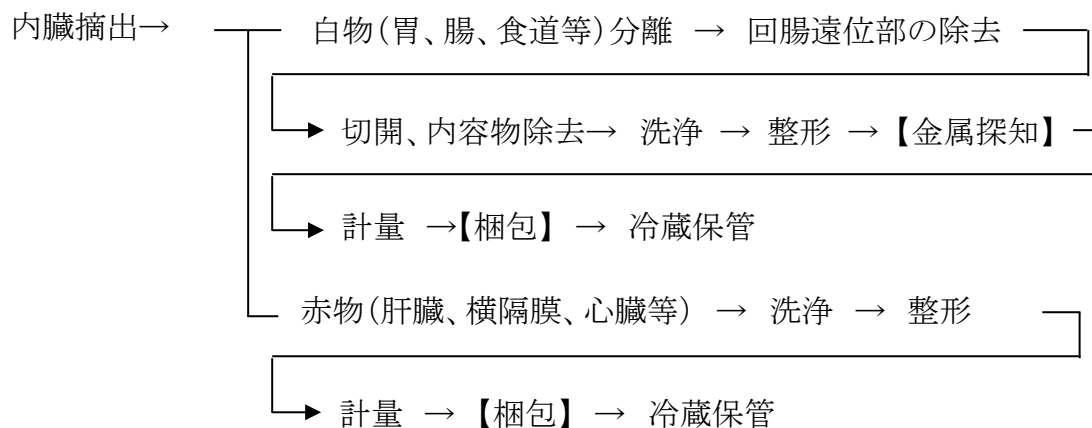 内臓摘出→ 白物(胃、腸、食道等)分離 → 回腸遠位部の除去
切開、内容物除去→ 洗浄 → 整形 →【金属探知】
計量 →【梱包】 → 冷蔵保管
赤物(肝臓、横隔膜、心臓等) → 洗浄 → 整形
計量 → 【梱包】 → 冷蔵保管